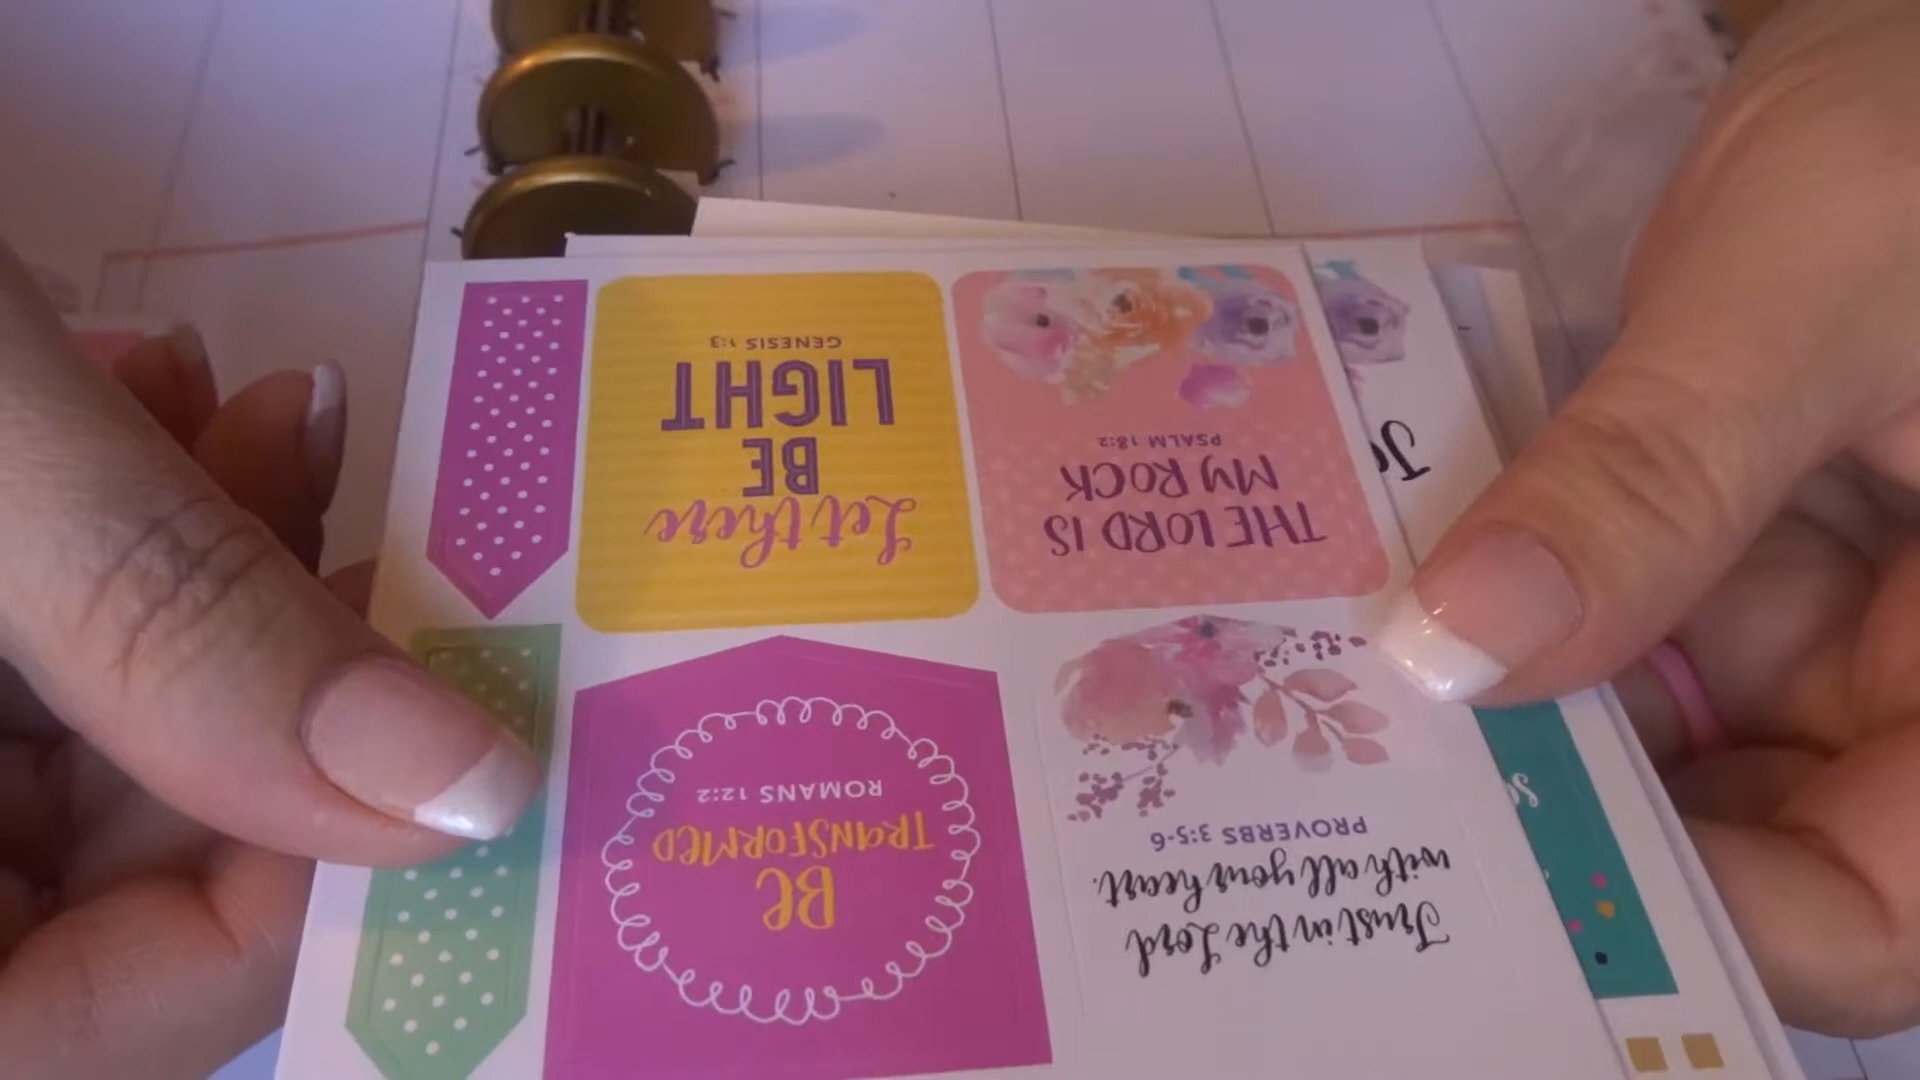 Let there
BE
LIGHT
GENESIS 1:3
THE LORD IS
MY ROCK
PSALM 18:2
BE
TRANSFORMED
ROMANS 12:2
Trust in the Lord
with all your heart.
PROVERBS 3:5-6